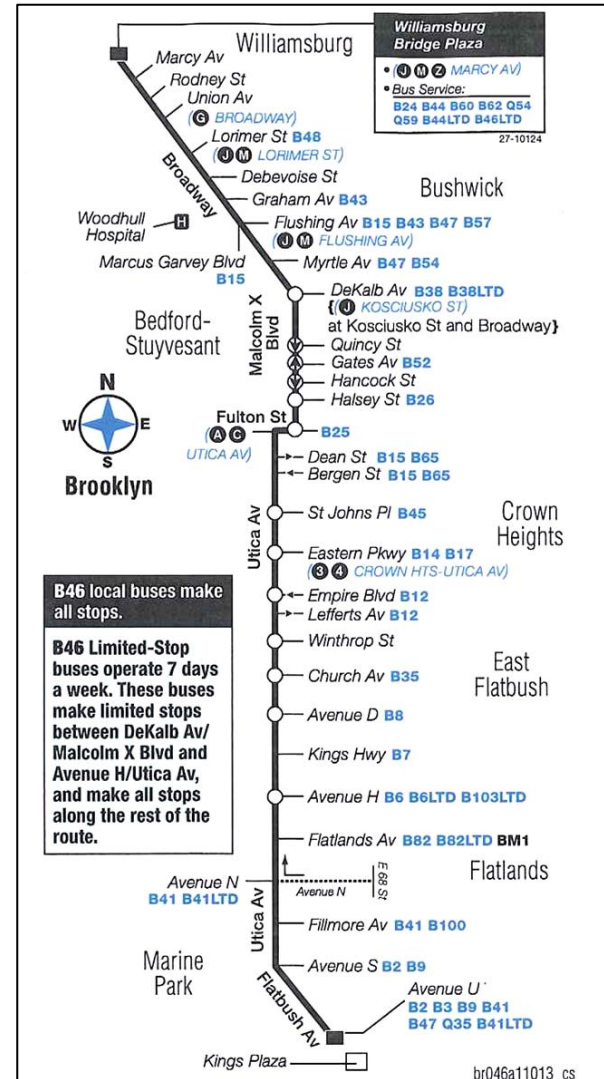 Williamsburg
Williamsburg
Bridge Plaza
• (J M Z MARCY AV)
• Bus Service:
B24 B44 B60 B62 Q54
Q59 B44LTD B46LTD
27-10124
Marcy Av
Rodney St
Union Av
(G BROADWAY)
Lorimer St B48
(J M LORIMER ST)
Broadway
Debevoise St
Graham Av B43
Bushwick
Woodhull
Hospital
H
Flushing Av B15 B43 B47 B57
(J M FLUSHING AV)
Marcus Garvey Blvd
B15
Myrtle Av B47 B54
DeKalb Av B38 B38LTD
{(J KOSCIUSKO ST)
at Kosciusko St and Broadway}
Malcolm X
Blvd
Bedford-
Stuyvesant
Quincy St
Gates Av B52
Hancock St
Halsey St B26
N
W E
S
Brooklyn
Fulton St
(A C
UTICA AV)
B25
Dean St B15 B65
Bergen St B15 B65
Utica Av
St Johns Pl B45
Crown
Heights
Eastern Pkwy B14 B17
(3 4 CROWN HTS-UTICA AV)
B46 local buses make
all stops.
B46 Limited-Stop
buses operate 7 days
a week. These buses
make limited stops
between DeKalb Av/
Malcolm X Blvd and
Avenue H/Utica Av,
and make all stops
along the rest of the
route.
Empire Blvd B12
Lefferts Av B12
Winthrop St
East
Flatbush
Church Av B35
Avenue D B8
Kings Hwy B7
Avenue H B6 B6LTD B103LTD
Flatlands Av B82 B82LTD BM1
Flatlands
Avenue N
B41 B41LTD
Avenue N
E 68 St
Utica Av
Fillmore Av B41 B100
Marine
Park
Avenue S B2 B9
Flatbush Av
Avenue U
B2 B3 B9 B41
B47 Q35 B41LTD
Kings Plaza
br046a11013_cs